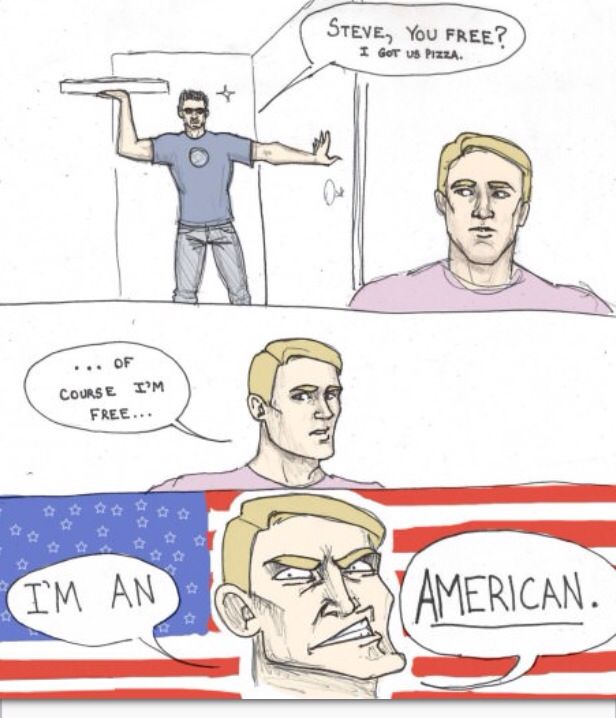 STEVE, YOU FREE?
I GOT US PIZZA.
... OF
COURSE I'M
FREE...
I'M AN
AMERICAN.